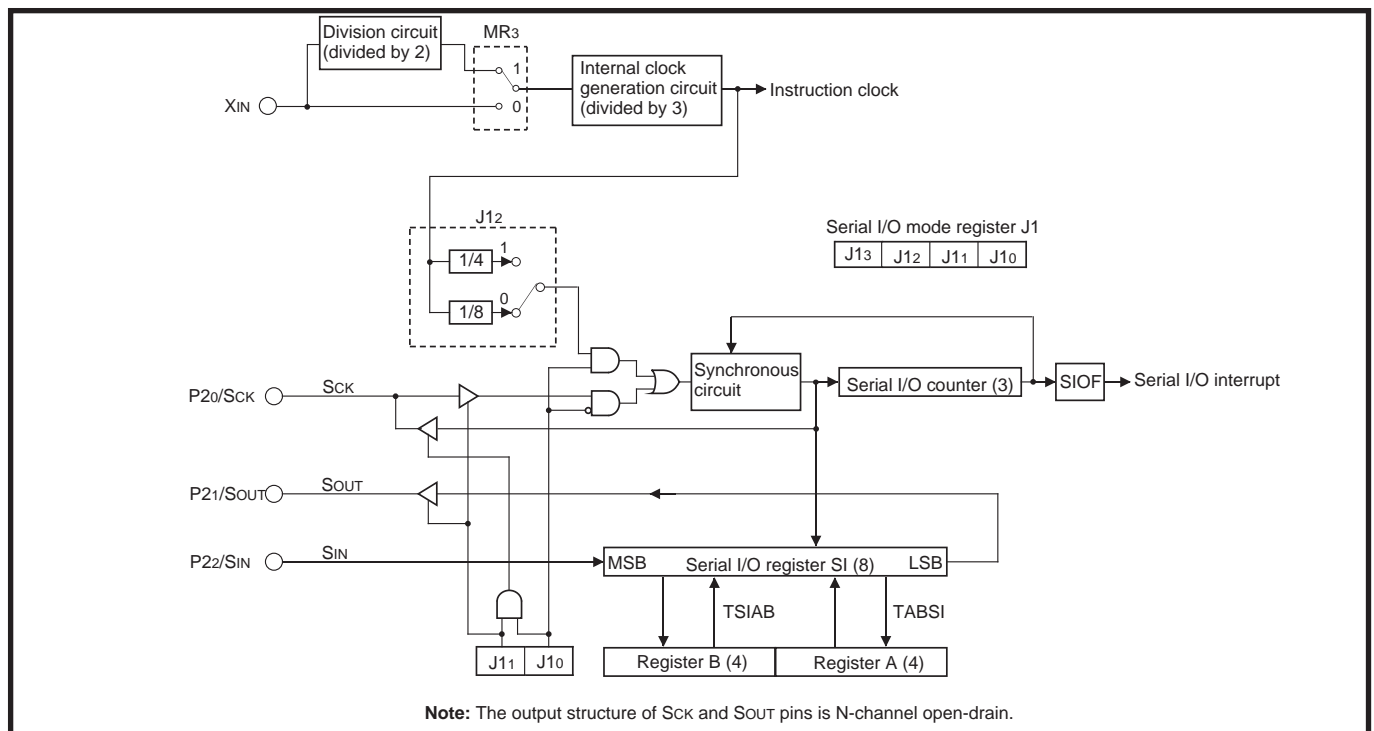 Division circuit
(divided by 2)
MR3
1
0
XIN
Internal clock
generation circuit
(divided by 3)
Instruction clock
J12
1/4
1
1/8
0
Serial I/O mode register J1
J13 J12 J11 J10
P20/SCK
SCK
Synchronous
circuit
Serial I/O counter (3)
SIOF
Serial I/O interrupt
P21/SOUT
SOUT
P22/SIN
SIN
MSB Serial I/O register SI (8) LSB
TSIAB
TABSI
J11 J10
Register B (4)
Register A (4)
Note: The output structure of SCK and SOUT pins is N-channel open-drain.